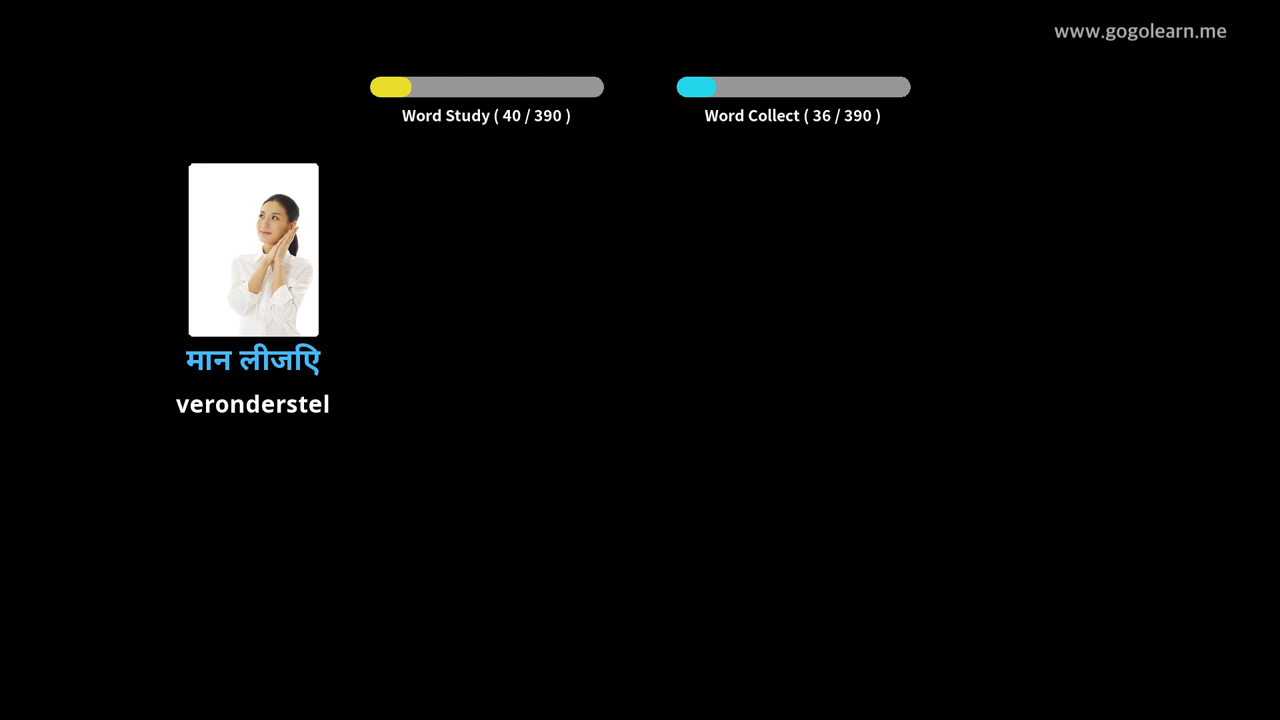 www.gogolearn.me
Word Study ( 40 / 390 )
Word Collect ( 36 / 390 )
मान लीजिए
veronderstel